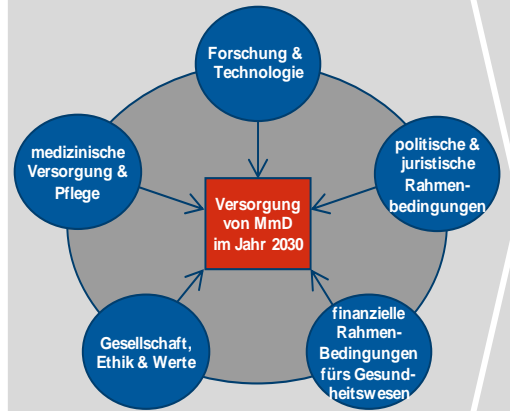 Forschung &
Technologie
medizinische
Versorgung &
Pflege
politische &
juristische
Rahmen-
bedingungen
Versorgung
von MmD
im Jahr 2030
Gesellschaft,
Ethik & Werte
finanzielle
Rahmen-
Bedingungen
fürs Gesund-
heitswesen